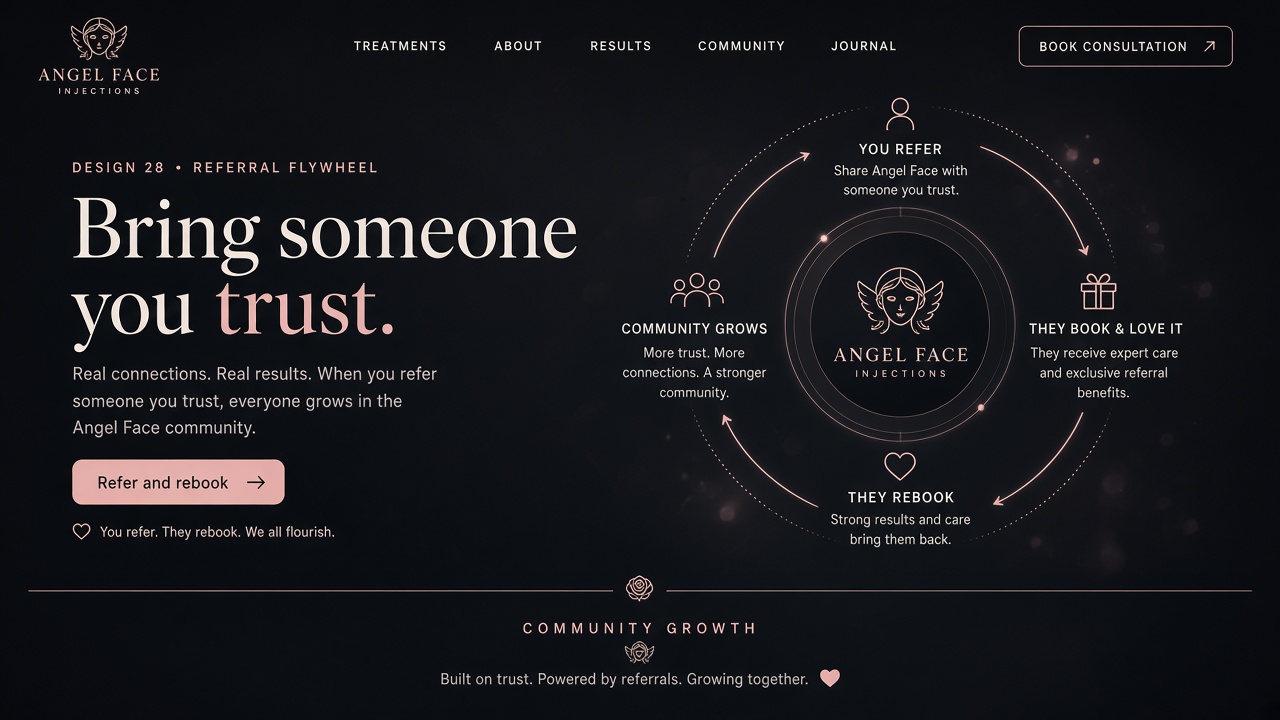 ANGEL FACE
INJECTIONS
TREATMENTS
ABOUT
RESULTS
COMMUNITY
JOURNAL
BOOK CONSULTATION
DESIGN 28 • REFERRAL FLYWHEEL
Bring someone
you trust.
Real connections. Real results. When you refer
someone you trust, everyone grows in the
Angel Face community.
Refer and rebook
You refer. They rebook. We all flourish.
YOU REFER
Share Angel Face with
someone you trust.
THEY BOOK & LOVE IT
They receive expert care
and exclusive referral
benefits.
THEY REBOOK
Strong results and care
bring them back.
COMMUNITY GROWS
More trust. More
connections. A stronger
community.
ANGEL FACE
INJECTIONS
COMMUNITY GROWTH
Built on trust. Powered by referrals. Growing together.